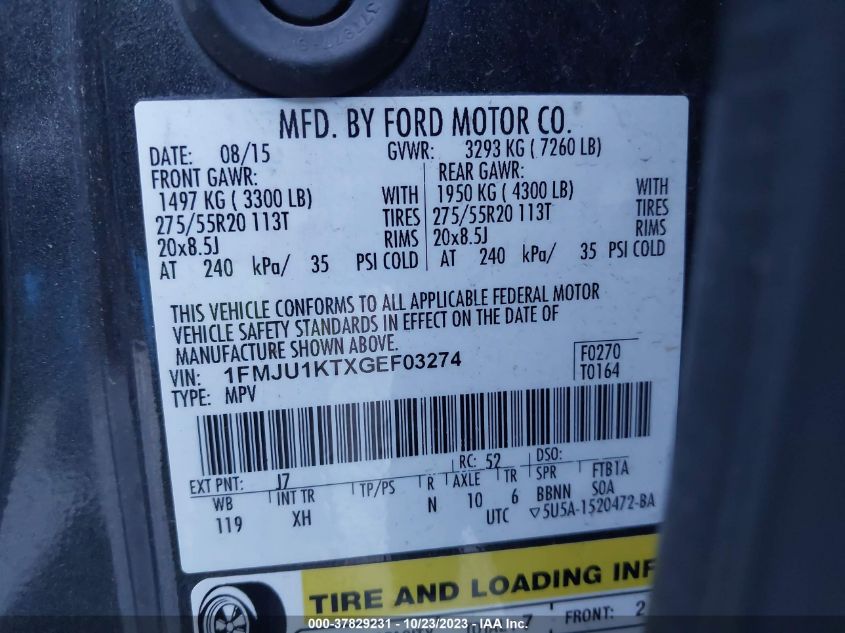 MFD. BY FORD MOTOR CO.
DATE: 08/15 GVWR: 3293 KG ( 7260 LB)
FRONT GAWR: REAR GAWR:
1497 KG ( 3300 LB) WITH 1950 KG ( 4300 LB) WITH
275/55R20 113T TIRES 275/55R20 113T TIRES
20x8.5J RIMS 20x8.5J RIMS
AT 240 kPa/ 35 PSI COLD AT 240 kPa/ 35 PSI COLD
THIS VEHICLE CONFORMS TO ALL APPLICABLE FEDERAL MOTOR
VEHICLE SAFETY STANDARDS IN EFFECT ON THE DATE OF
MANUFACTURE SHOWN ABOVE.
VIN: 1FMJU1KTXGEF03274 F0270
TYPE: MPV T0164
EXT PNT: J7 RC: 52 DSO:
WB INT TR TP/PS R AXLE TR SPR FTB1A
119 XH N 10 6 BBNN SOA
UTC ▽5U5A-1520472-BA
TIRE AND LOADING INF
7 FRONT: 2
000-37829231 - 10/23/2023 - IAA Inc.